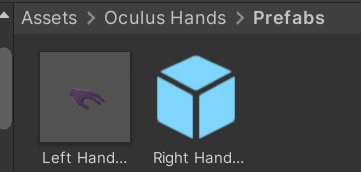 Assets > Oculus Hands > Prefabs
Left Hand... Right Hand...